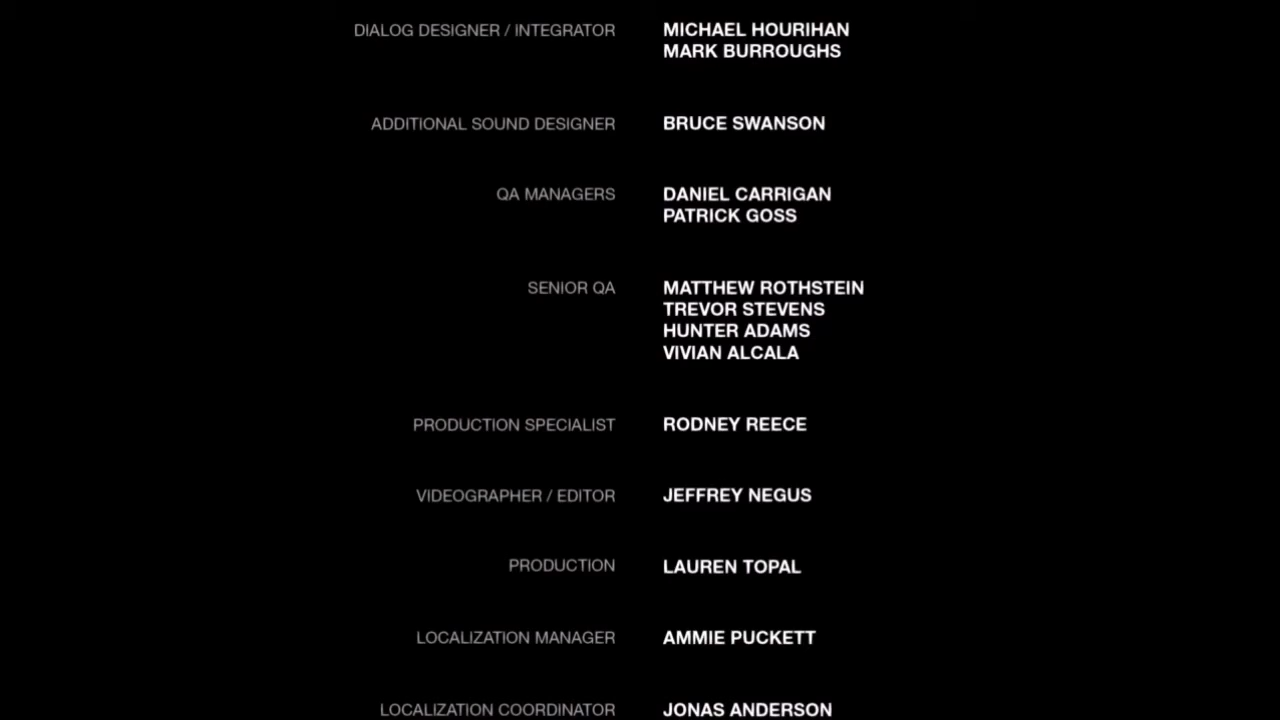 DIALOG DESIGNER / INTEGRATOR MICHAEL HOURIHAN
MARK BURROUGHS
ADDITIONAL SOUND DESIGNER BRUCE SWANSON
QA MANAGERS DANIEL CARRIGAN
PATRICK GOSS
SENIOR QA MATTHEW ROTHSTEIN
TREVOR STEVENS
HUNTER ADAMS
VIVIAN ALCALA
PRODUCTION SPECIALIST RODNEY REECE
VIDEOGRAPHER / EDITOR JEFFREY NEGUS
PRODUCTION LAUREN TOPAL
LOCALIZATION MANAGER AMMIE PUCKETT
LOCALIZATION COORDINATOR JONAS ANDERSON